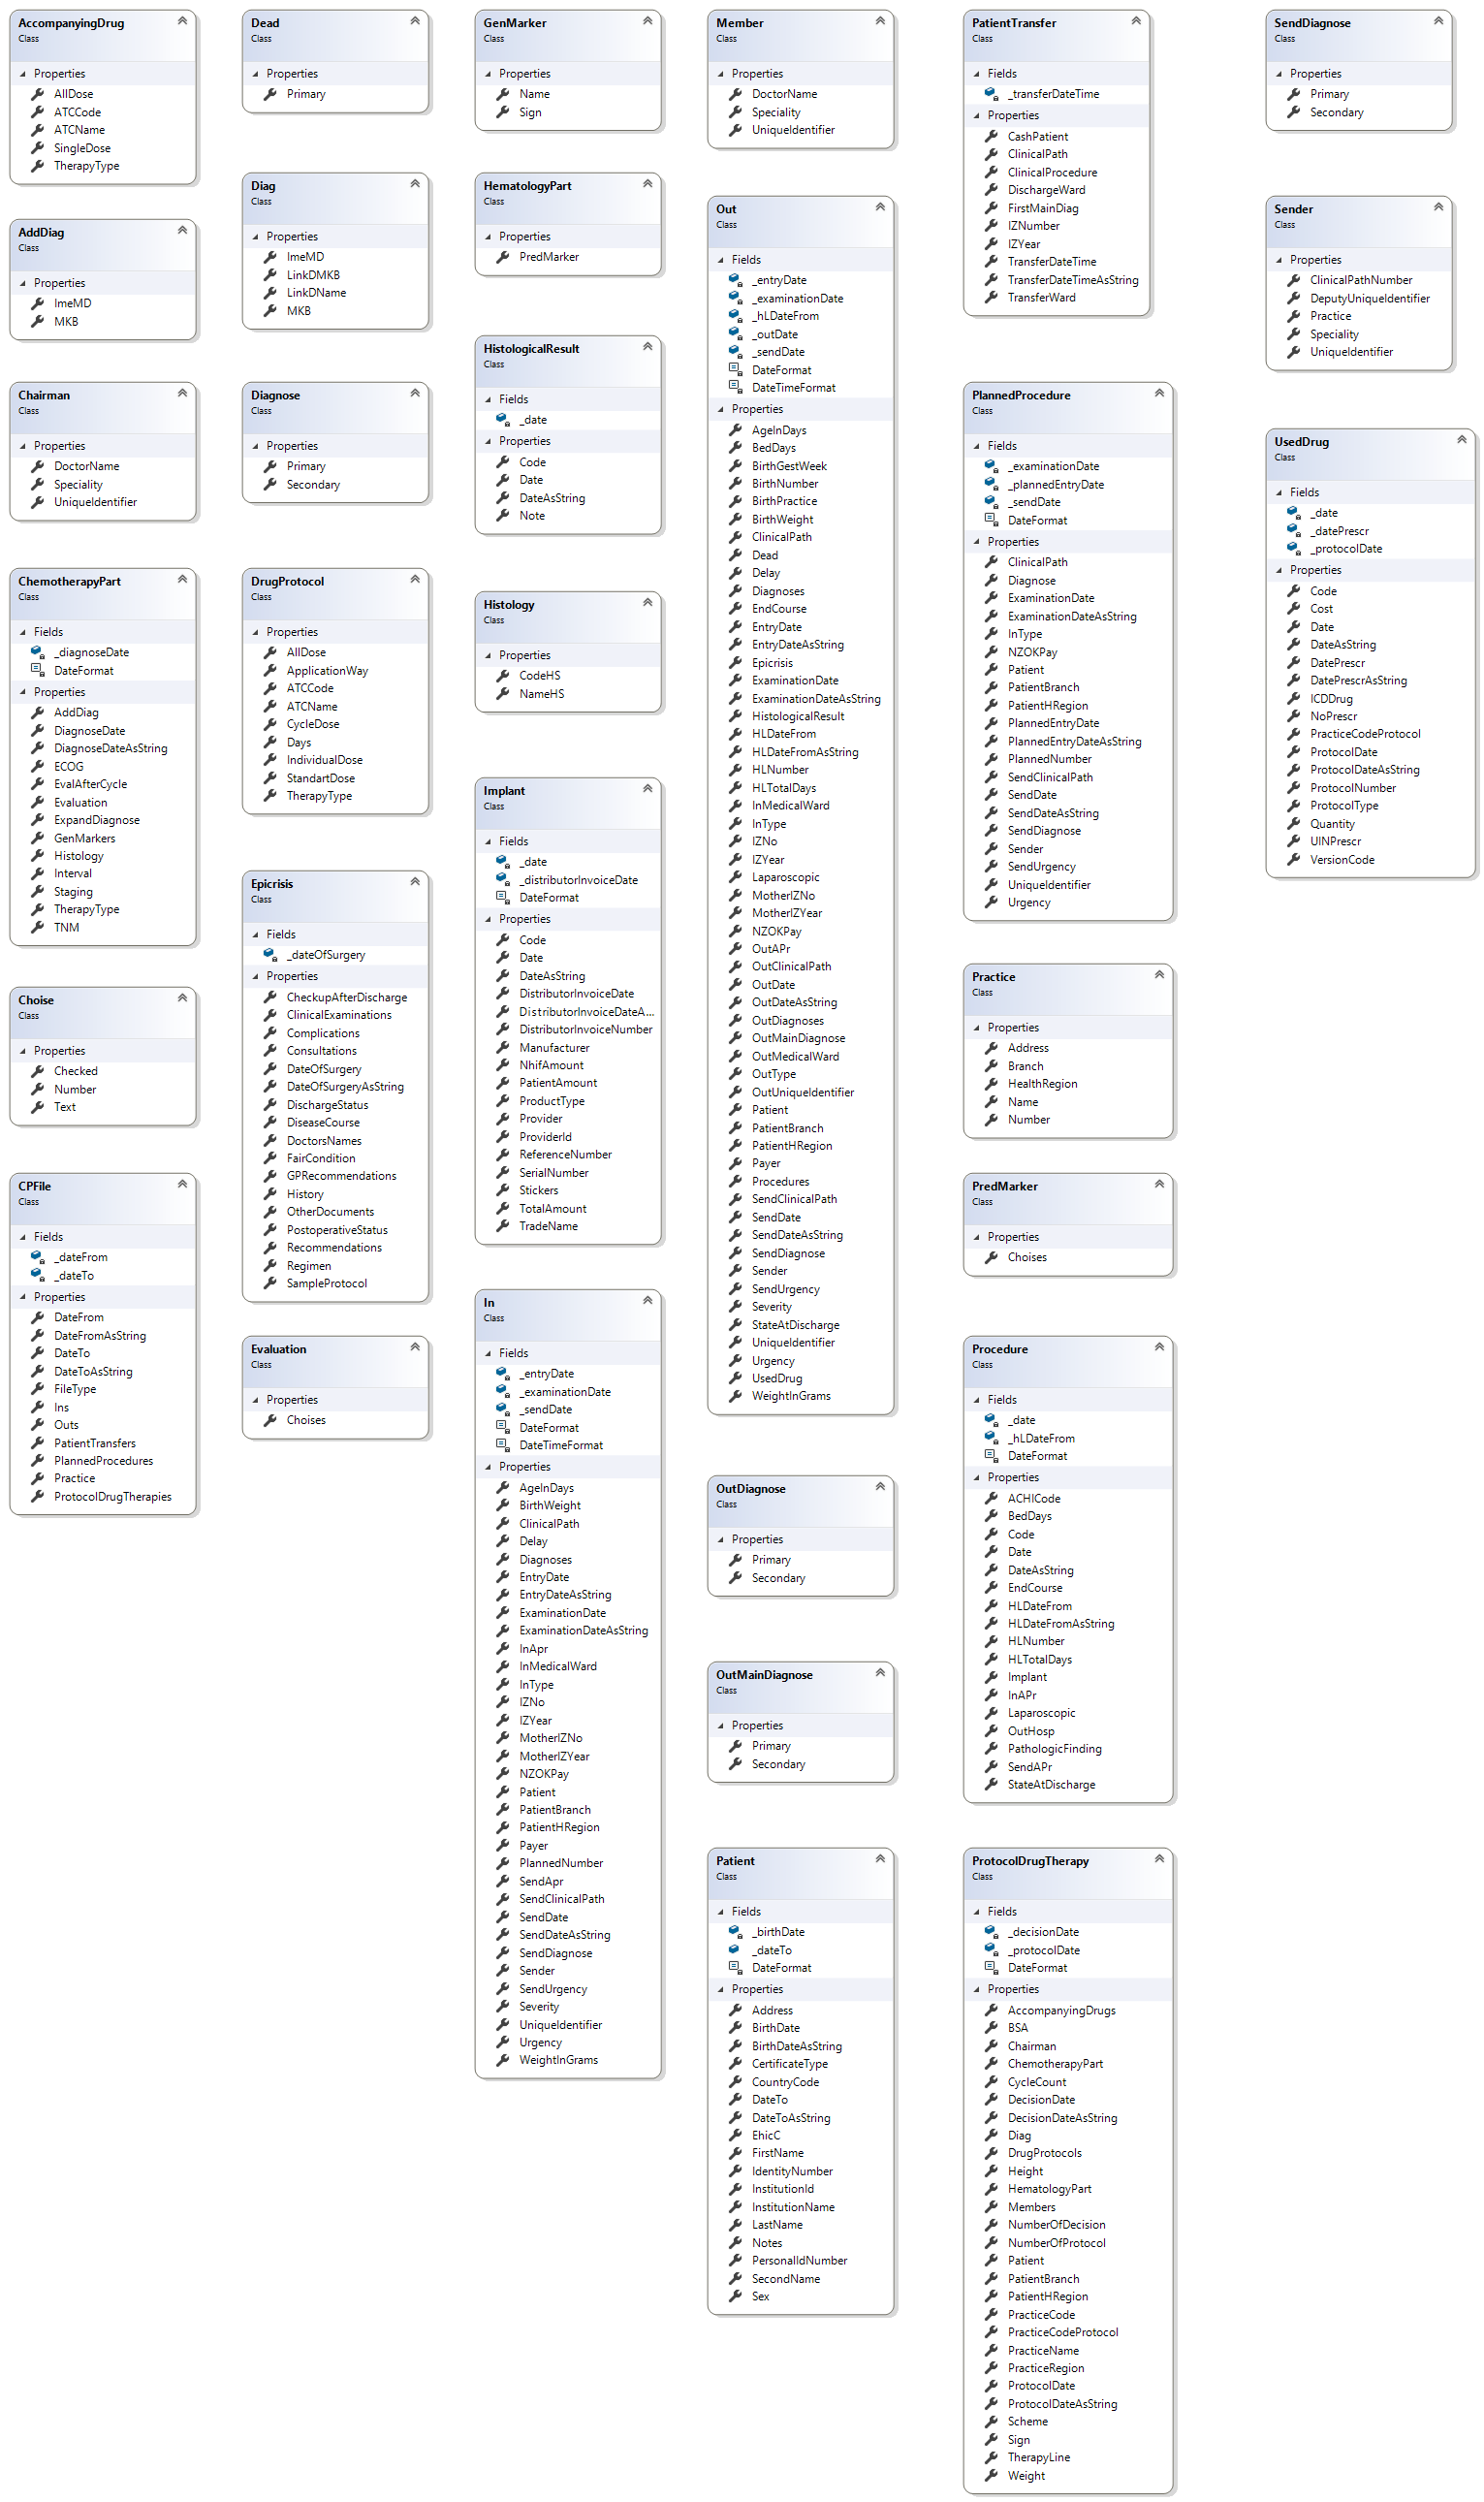 AccompanyingDrug
Class
Properties
AllDose
ATCCode
ATCName
SingleDose
TherapyType
AddDiag
Class
Properties
ImeMD
MKB
Chairman
Class
Properties
DoctorName
Speciality
UniqueIdentifier
ChemotherapyPart
Class
Fields
_diagnoseDate
DateFormat
Properties
AddDiag
DiagnoseDate
DiagnoseDateAsString
ECOG
EvalAfterCycle
Evaluation
ExpandDiagnose
GenMarkers
Histology
Interval
Staging
TherapyType
TNM
Choise
Class
Properties
Checked
Number
Text
CPFile
Class
Fields
_dateFrom
_dateTo
Properties
DateFrom
DateFromAsString
DateTo
DateToAsString
FileType
Ins
Outs
PatientTransfers
PlannedProcedures
Practice
ProtocolDrugTherapies
Dead
Class
Properties
Primary
Diag
Class
Properties
ImeMD
LinkDMKB
LinkDName
MKB
Diagnose
Class
Properties
Primary
Secondary
DrugProtocol
Class
Properties
AllDose
ApplicationWay
ATCCode
ATCName
CycleDose
Days
IndividualDose
StandartDose
TherapyType
Epicrisis
Class
Fields
_dateOfSurgery
Properties
CheckupAfterDischarge
ClinicalExaminations
Complications
Consultations
DateOfSurgery
DateOfSurgeryAsString
DischargeStatus
DiseaseCourse
DoctorsNames
FairCondition
GPRecommendations
History
OtherDocuments
PostoperativeStatus
Recommendations
Regimen
SampleProtocol
Evaluation
Class
Properties
Choises
GenMarker
Class
Properties
Name
Sign
HematologyPart
Class
Properties
PredMarker
HistologicalResult
Class
Fields
_date
Properties
Code
Date
DateAsString
Note
Histology
Class
Properties
CodeHS
NameHS
Implant
Class
Fields
_date
_distributorInvoiceDate
DateFormat
Properties
Code
Date
DateAsString
DistributorInvoiceDate
DistributorInvoiceDateA...
DistributorInvoiceNumber
Manufacturer
NhifAmount
PatientAmount
ProductType
Provider
ProviderId
ReferenceNumber
SerialNumber
Stickers
TotalAmount
TradeName
In
Class
Fields
_entryDate
_examinationDate
_sendDate
DateFormat
DateTimeFormat
Properties
AgeInDays
BirthWeight
ClinicalPath
Delay
Diagnoses
EntryDate
EntryDateAsString
ExaminationDate
ExaminationDateAsString
InApr
InMedicalWard
InType
IZNo
IZYear
MotherIZNo
MotherIZYear
NZOKPay
Patient
PatientBranch
PatientHRegion
Payer
PlannedNumber
SendApr
SendClinicalPath
SendDate
SendDateAsString
SendDiagnose
Sender
SendUrgency
Severity
UniqueIdentifier
Urgency
WeightInGrams
Member
Class
Properties
DoctorName
Speciality
UniqueIdentifier
Out
Class
Fields
_entryDate
_examinationDate
_hLDateFrom
_outDate
_sendDate
DateFormat
DateTimeFormat
Properties
AgeInDays
BedDays
BirthGestWeek
BirthNumber
BirthPractice
BirthWeight
ClinicalPath
Dead
Delay
Diagnoses
EndCourse
EntryDate
EntryDateAsString
Epicrisis
ExaminationDate
ExaminationDateAsString
HistologicalResult
HLDateFrom
HLDateFromAsString
HLNumber
HLTotalDays
InMedicalWard
InType
IZNo
IZYear
Laparoscopic
MotherIZNo
MotherIZYear
NZOKPay
OutAPr
OutClinicalPath
OutDate
OutDateAsString
OutDiagnoses
OutMainDiagnose
OutMedicalWard
OutType
OutUniqueIdentifier
Patient
PatientBranch
PatientHRegion
Payer
Procedures
SendClinicalPath
SendDate
SendDateAsString
SendDiagnose
Sender
SendUrgency
Severity
StateAtDischarge
UniqueIdentifier
Urgency
UsedDrug
WeightInGrams
OutDiagnose
Class
Properties
Primary
Secondary
OutMainDiagnose
Class
Properties
Primary
Secondary
Patient
Class
Fields
_birthDate
_dateTo
DateFormat
Properties
Address
BirthDate
BirthDateAsString
CertificateType
CountryCode
DateTo
DateToAsString
EhicC
FirstName
IdentityNumber
InstitutionId
InstitutionName
LastName
Notes
PersonalIdNumber
SecondName
Sex
PatientTransfer
Class
Fields
_transferDateTime
Properties
CashPatient
ClinicalPath
ClinicalProcedure
DischargeWard
FirstMainDiag
IZNumber
IZYear
TransferDateTime
TransferDateTimeAsString
TransferWard
PlannedProcedure
Class
Fields
_examinationDate
_plannedEntryDate
_sendDate
DateFormat
Properties
ClinicalPath
Diagnose
ExaminationDate
ExaminationDateAsString
InType
NZOKPay
Patient
PatientBranch
PatientHRegion
PlannedEntryDate
PlannedEntryDateAsString
PlannedNumber
SendClinicalPath
SendDate
SendDateAsString
SendDiagnose
Sender
SendUrgency
UniqueIdentifier
Urgency
Practice
Class
Properties
Address
Branch
HealthRegion
Name
Number
PredMarker
Class
Properties
Choises
Procedure
Class
Fields
_date
_hLDateFrom
DateFormat
Properties
ACHICode
BedDays
Code
Date
DateAsString
EndCourse
HLDateFrom
HLDateFromAsString
HLNumber
HLTotalDays
Implant
InAPr
Laparoscopic
OutHosp
PathologicFinding
SendAPr
StateAtDischarge
ProtocolDrugTherapy
Class
Fields
_decisionDate
_protocolDate
DateFormat
Properties
AccompanyingDrugs
BSA
Chairman
ChemotherapyPart
CycleCount
DecisionDate
DecisionDateAsString
Diag
DrugProtocols
Height
HematologyPart
Members
NumberOfDecision
NumberOfProtocol
Patient
PatientBranch
PatientHRegion
PracticeCode
PracticeCodeProtocol
PracticeName
PracticeRegion
ProtocolDate
ProtocolDateAsString
Scheme
Sign
TherapyLine
Weight
SendDiagnose
Class
Properties
Primary
Secondary
Sender
Class
Properties
ClinicalPathNumber
DeputyUniqueIdentifier
Practice
Speciality
UniqueIdentifier
UsedDrug
Class
Fields
_date
_datePrescr
_protocolDate
Properties
Code
Cost
Date
DateAsString
DatePrescr
DatePrescrAsString
ICDDrug
NoPrescr
PracticeCodeProtocol
ProtocolDate
ProtocolDateAsString
ProtocolNumber
ProtocolType
Quantity
UINPrescr
VersionCode